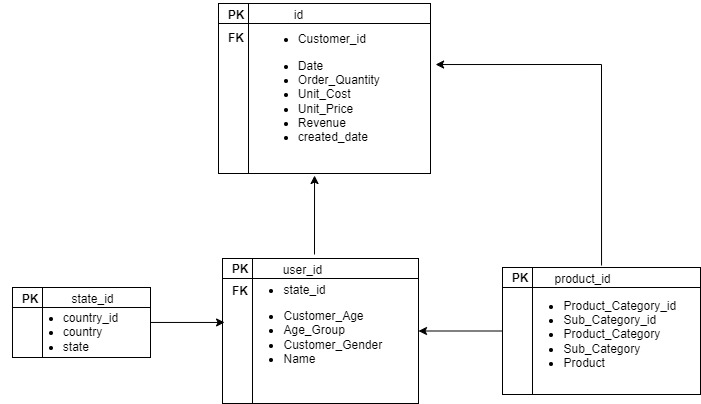 PK id
FK
Customer_id
Date
Order_Quantity
Unit_Cost
Unit_Price
Revenue
created_date
PK user_id
FK
state_id
Customer_Age
Age_Group
Customer_Gender
Name
PK state_id
country_id
country
state
PK product_id
Product_Category_id
Sub_Category_id
Product_Category
Sub_Category
Product